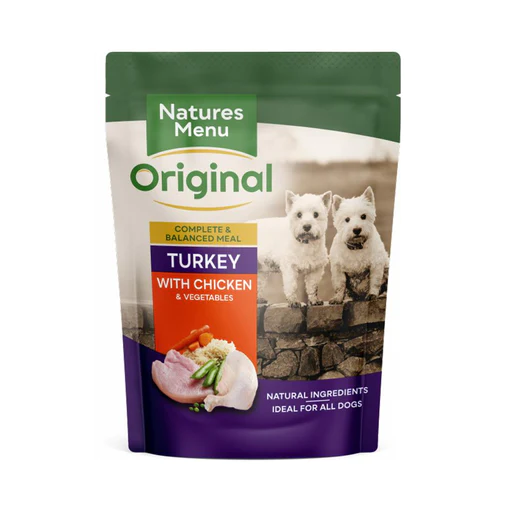 Natures
Menu
Original
COMPLETE &
BALANCED MEAL
TURKEY
WITH CHICKEN
& VEGETABLES
NATURAL INGREDIENTS
IDEAL FOR ALL DOGS